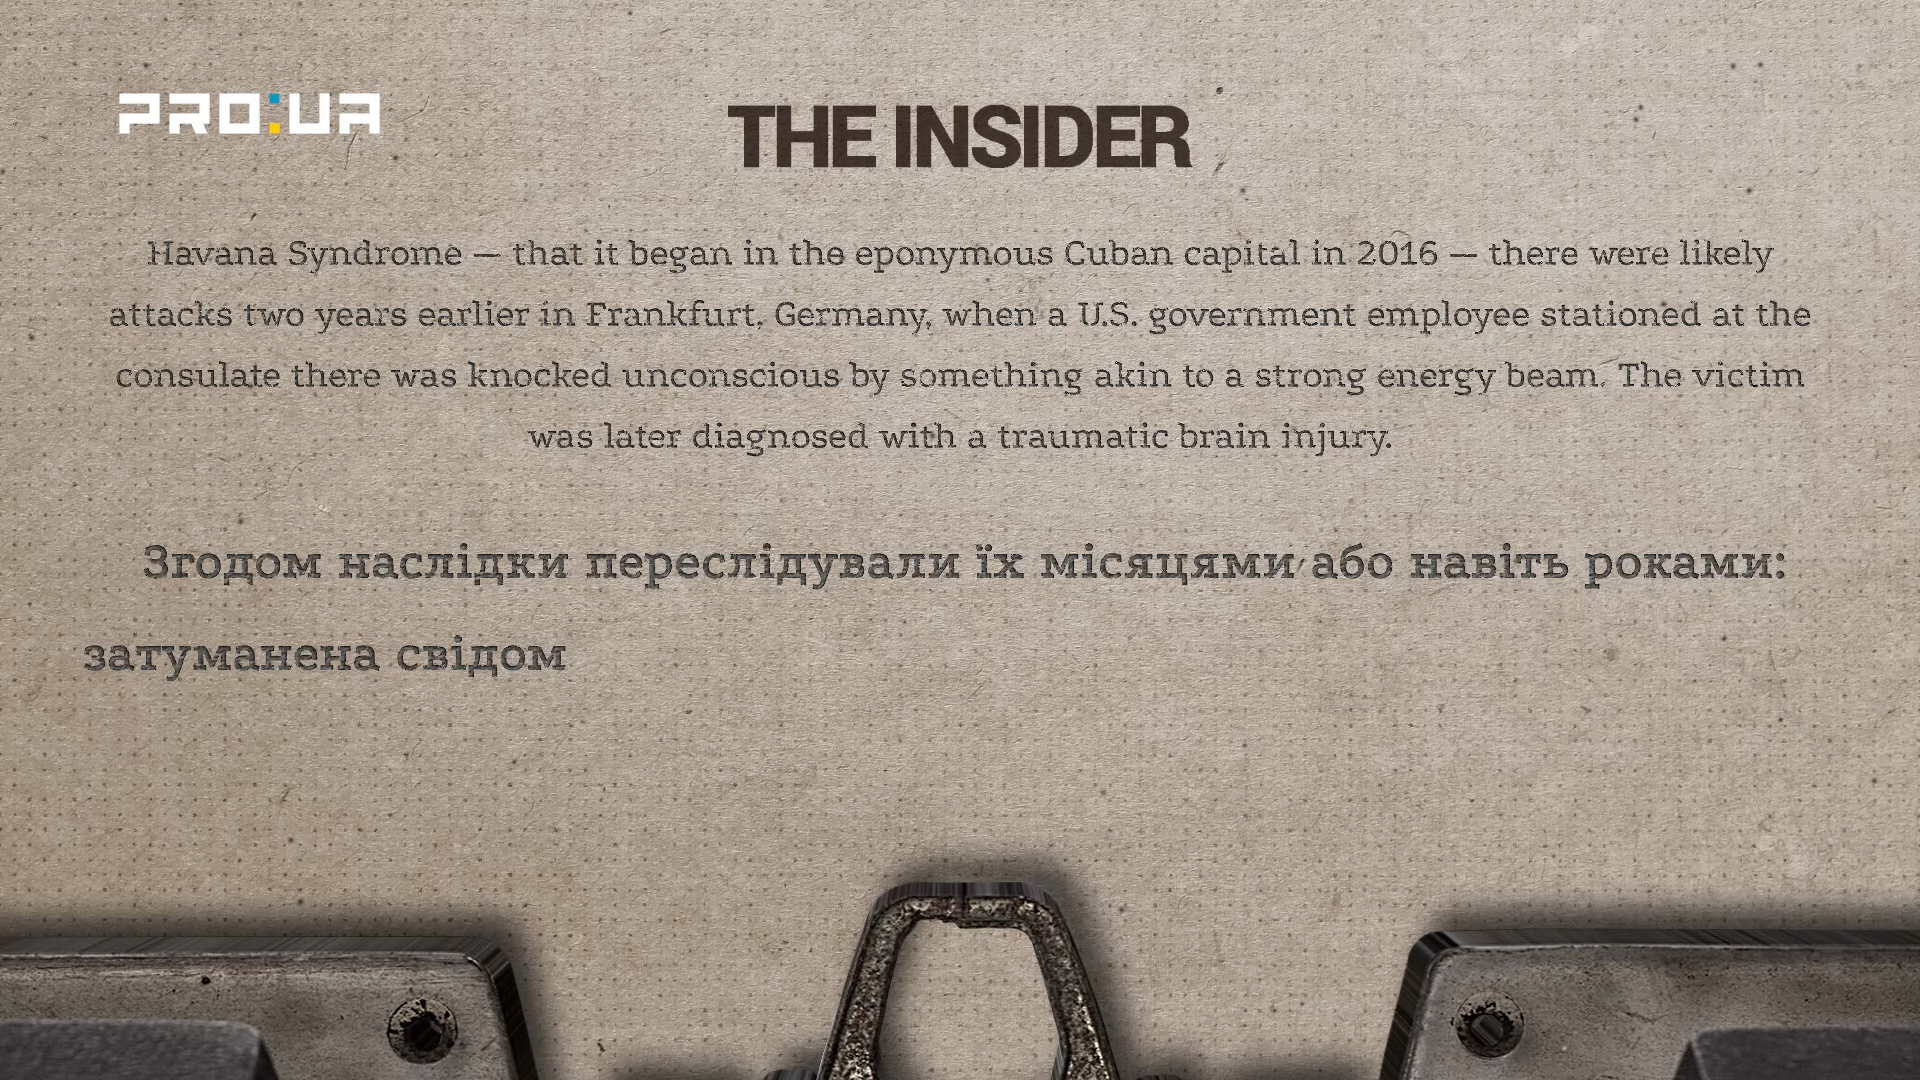 PRO:UA
THE INSIDER
Havana Syndrome — that it began in the eponymous Cuban capital in 2016 — there were likely
attacks two years earlier in Frankfurt, Germany, when a U.S. government employee stationed at the
consulate there was knocked unconscious by something akin to a strong energy beam. The victim
was later diagnosed with a traumatic brain injury.
Згодом наслідки переслідували їх місяцями або навіть роками:
затуманена свідом